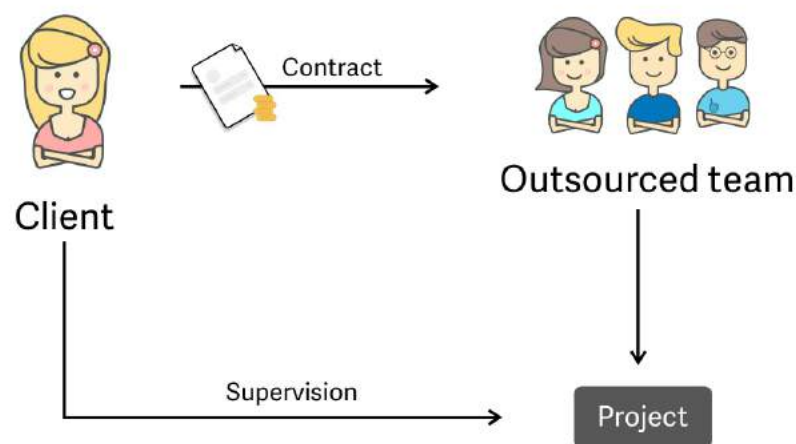 Contract
Outsourced team
Client
Supervision
Project